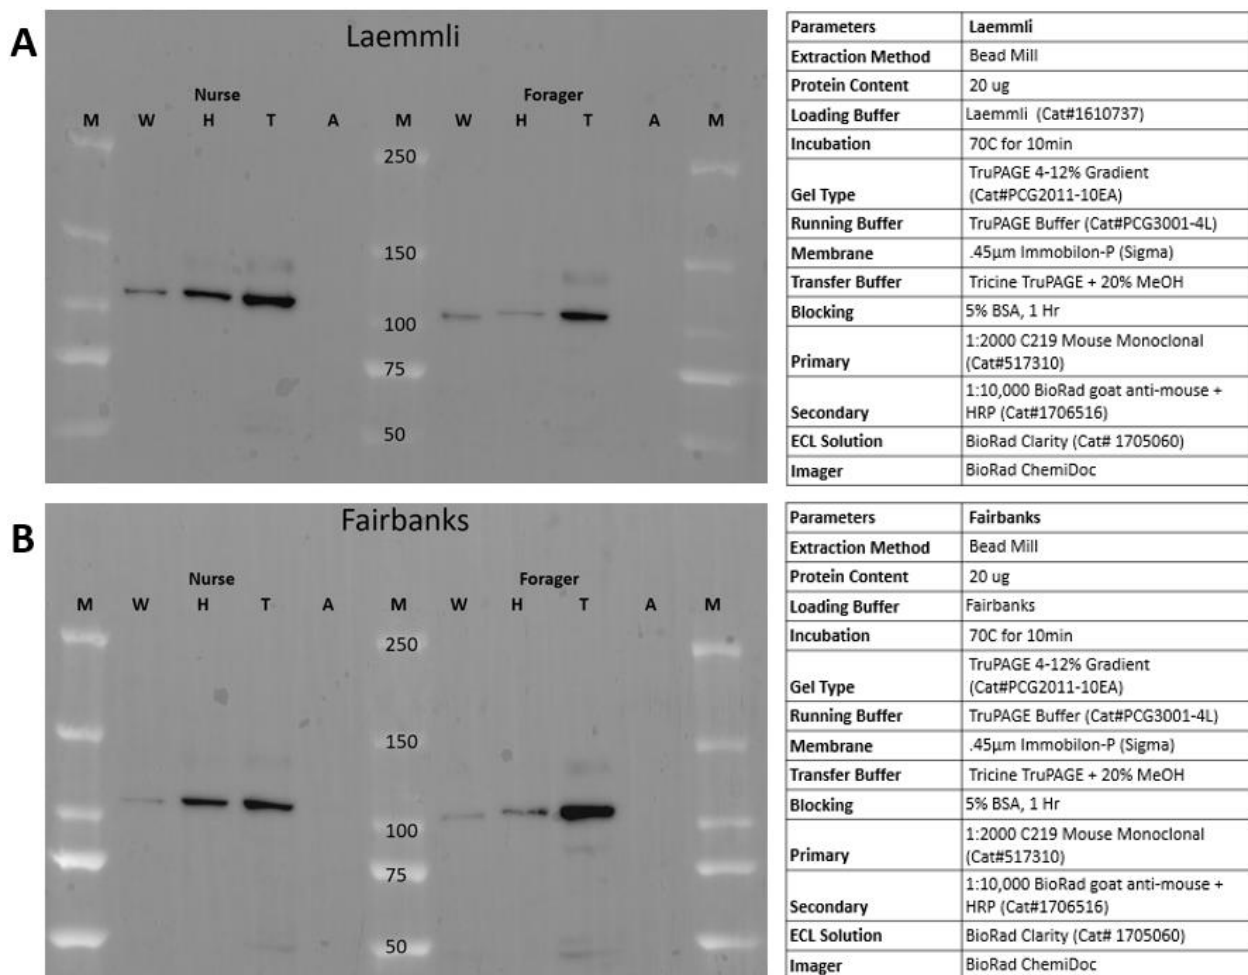 A
Laemmli
Nurse
Forager
M W H T A M W H T A M
250
150
100
75
50
Parameters Laemmli
Extraction Method Bead Mill
Protein Content 20 ug
Loading Buffer Laemmli (Cat#1610737)
Incubation 70C for 10min
Gel Type TruPAGE 4-12% Gradient
(Cat#PCG2011-10EA)
Running Buffer TruPAGE Buffer (Cat#PCG3001-4L)
Membrane .45µm Immobilon-P (Sigma)
Transfer Buffer Tricine TruPAGE + 20% MeOH
Blocking 5% BSA, 1 Hr
Primary 1:2000 C219 Mouse Monoclonal
(Cat#517310)
Secondary 1:10,000 BioRad goat anti-mouse +
HRP (Cat#1706516)
ECL Solution BioRad Clarity (Cat# 1705060)
Imager BioRad ChemiDoc
B
Fairbanks
Nurse
Forager
M W H T A M W H T A M
250
150
100
75
50
Parameters Fairbanks
Extraction Method Bead Mill
Protein Content 20 ug
Loading Buffer Fairbanks
Incubation 70C for 10min
Gel Type TruPAGE 4-12% Gradient
(Cat#PCG2011-10EA)
Running Buffer TruPAGE Buffer (Cat#PCG3001-4L)
Membrane .45µm Immobilon-P (Sigma)
Transfer Buffer Tricine TruPAGE + 20% MeOH
Blocking 5% BSA, 1 Hr
Primary 1:2000 C219 Mouse Monoclonal
(Cat#517310)
Secondary 1:10,000 BioRad goat anti-mouse +
HRP (Cat#1706516)
ECL Solution BioRad Clarity (Cat# 1705060)
Imager BioRad ChemiDoc